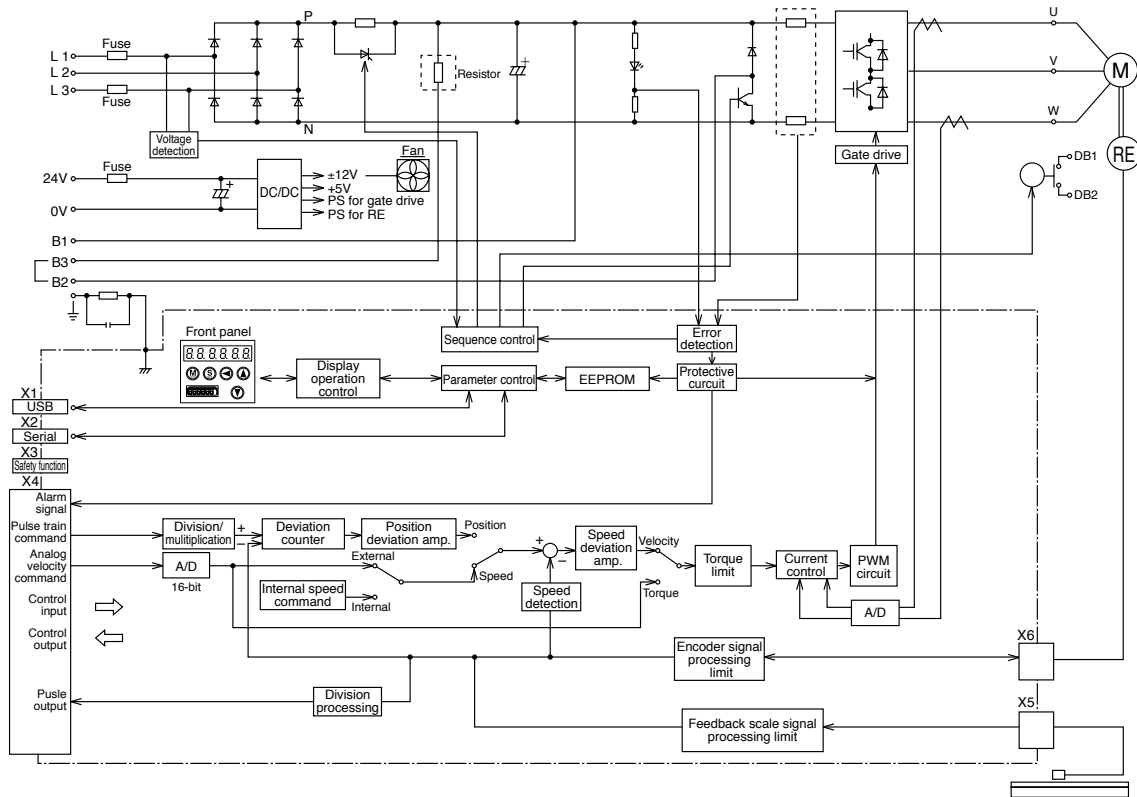 P
U
L 1
Fuse
L 2
V
M
L 3
Resistor
Fuse
N
W
Voltage
detection
Gate drive
RE
Fan
DB1
DB2
24V
Fuse
DC/DC
±12V
+5V
PS for gate drive
PS for RE
0V
B1
B3
B2
Front panel
8.8.8.8.8.8.
M
S
Display
operation
control
Sequence control
Error
detection
Parameter control
EEPROM
Protective
curcuit
X1
USB
X2
Serial
X3
Safety function
X4
Alarm
signal
Pulse train
command
Division/
mulitiplication
+
−
Deviation
counter
Position
deviation amp.
Position
Analog
velocity
command
A/D
16-bit
External
Internal speed
command
Internal
Speed
+
−
Speed
deviation
amp.
Velocity
Torque
Speed
detection
Torque
limit
Current
control
PWM
circuit
A/D
Control
input
Control
output
Pusle
output
Division
processing
Encoder signal
processing
limit
X6
Feedback scale signal
processing limit
X5